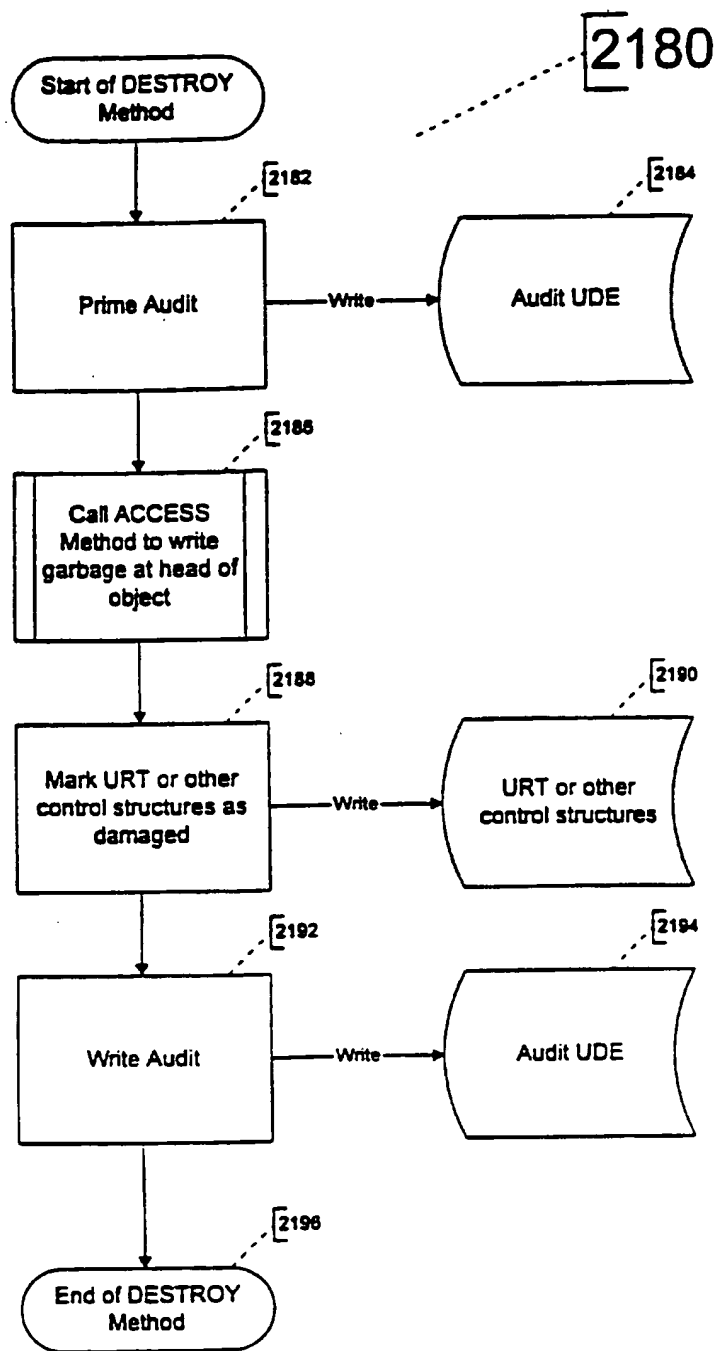 2180
Start of DESTROY
Method
2182
2184
Prime Audit
Write
Audit UDE
2186
Call ACCESS
Method to write
garbage at head of
object
2188
2190
Mark URT or other
control structures as
damaged
Write
URT or other
control structures
2192
2194
Write Audit
Write
Audit UDE
2196
End of DESTROY
Method